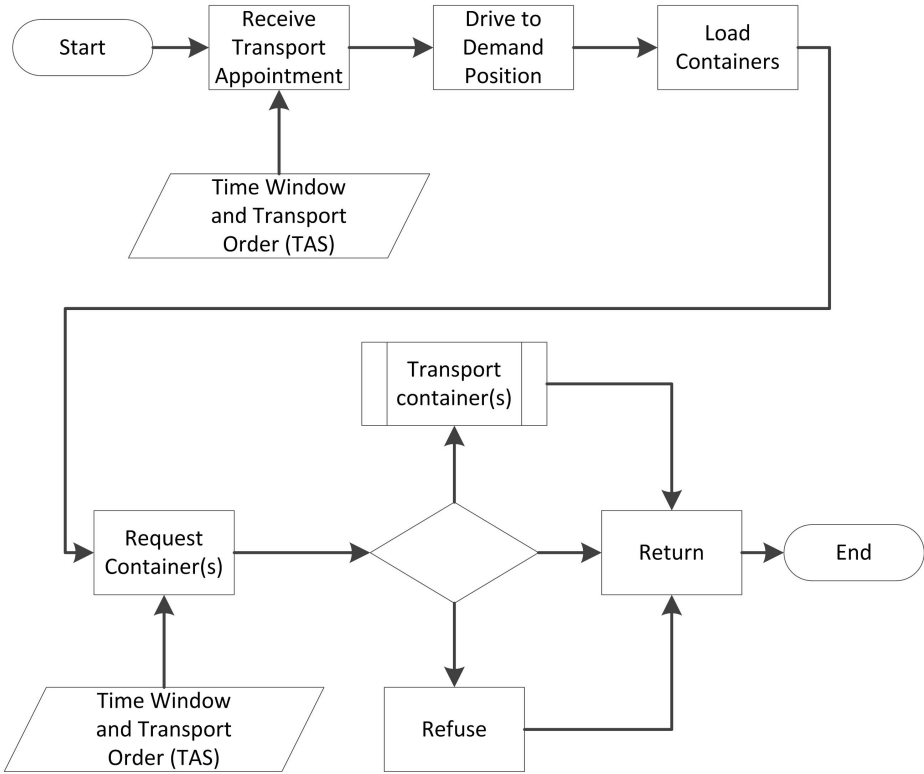 Start
Receive
Transport
Appointment
Drive to
Demand
Position
Load
Containers
Time Window
and Transport
Order (TAS)
Transport
container(s)
Request
Container(s)
Return
End
Time Window
and Transport
Order (TAS)
Refuse